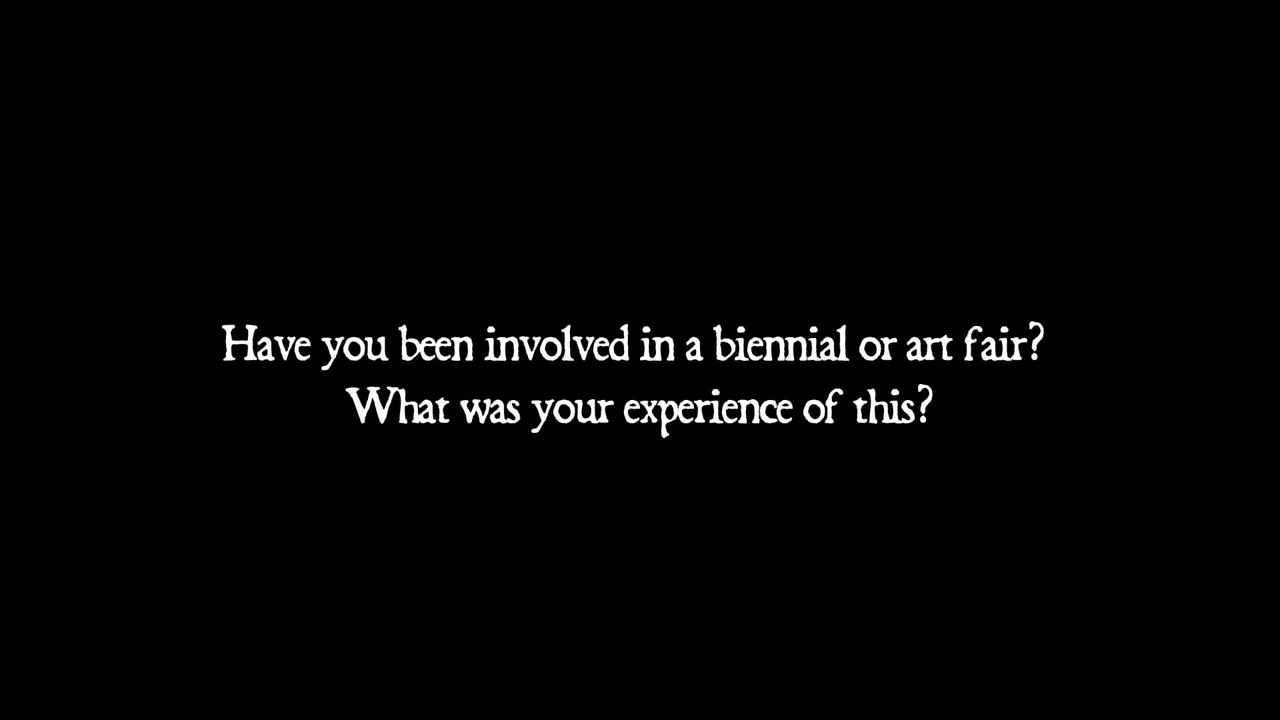 Have you been involved in a biennial or art fair?
What was your experience of this?